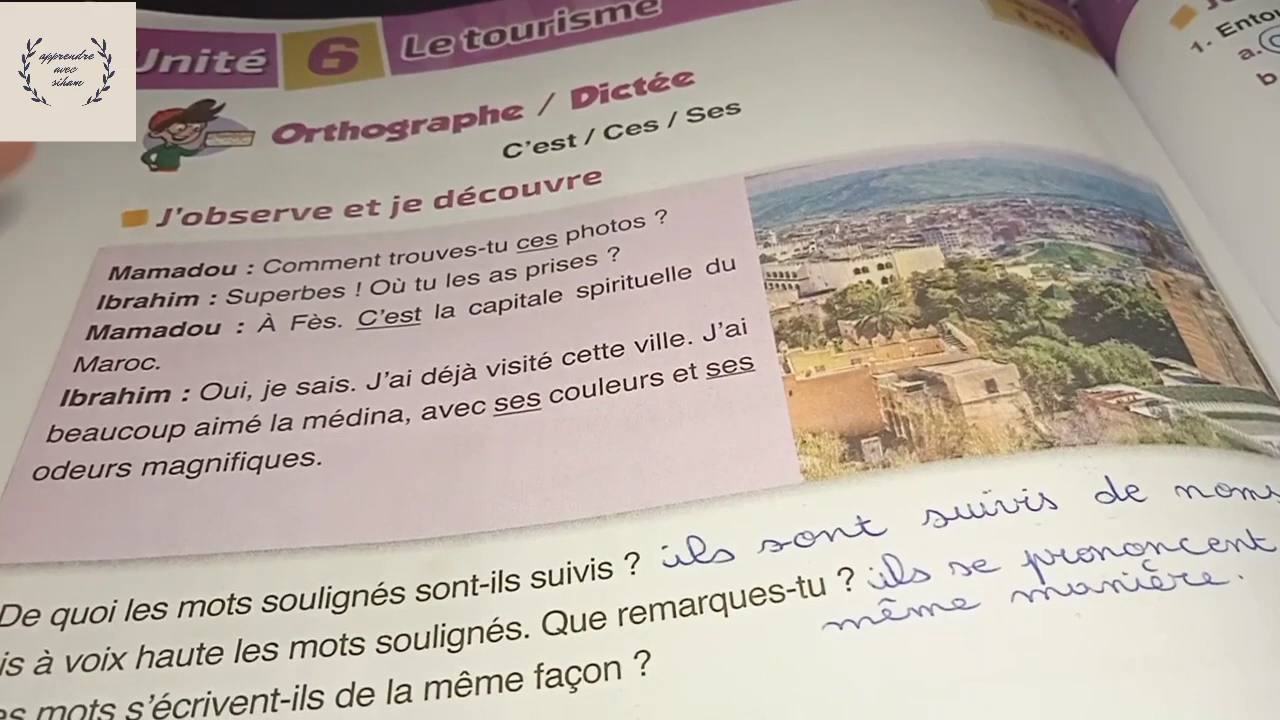 apprendre
avec
siham
Unité 6 Le tourisme
Orthographe / Dictée
C'est / Ces / Ses
J'observe et je découvre
Mamadou : Comment trouves-tu ces photos ?
Ibrahim : Superbes ! Où tu les as prises ?
Mamadou : À Fès. C'est la capitale spirituelle du
Maroc.
Ibrahim : Oui, je sais. J'ai déjà visité cette ville. J'ai
beaucoup aimé la médina, avec ses couleurs et ses
odeurs magnifiques.
De quoi les mots soulignés sont-ils suivis ? ils sont suivis de noms
is à voix haute les mots soulignés. Que remarques-tu ? ils se prononcent
même manière.
es mots s'écrivent-ils de la même façon ?
1. Entou
a.
b